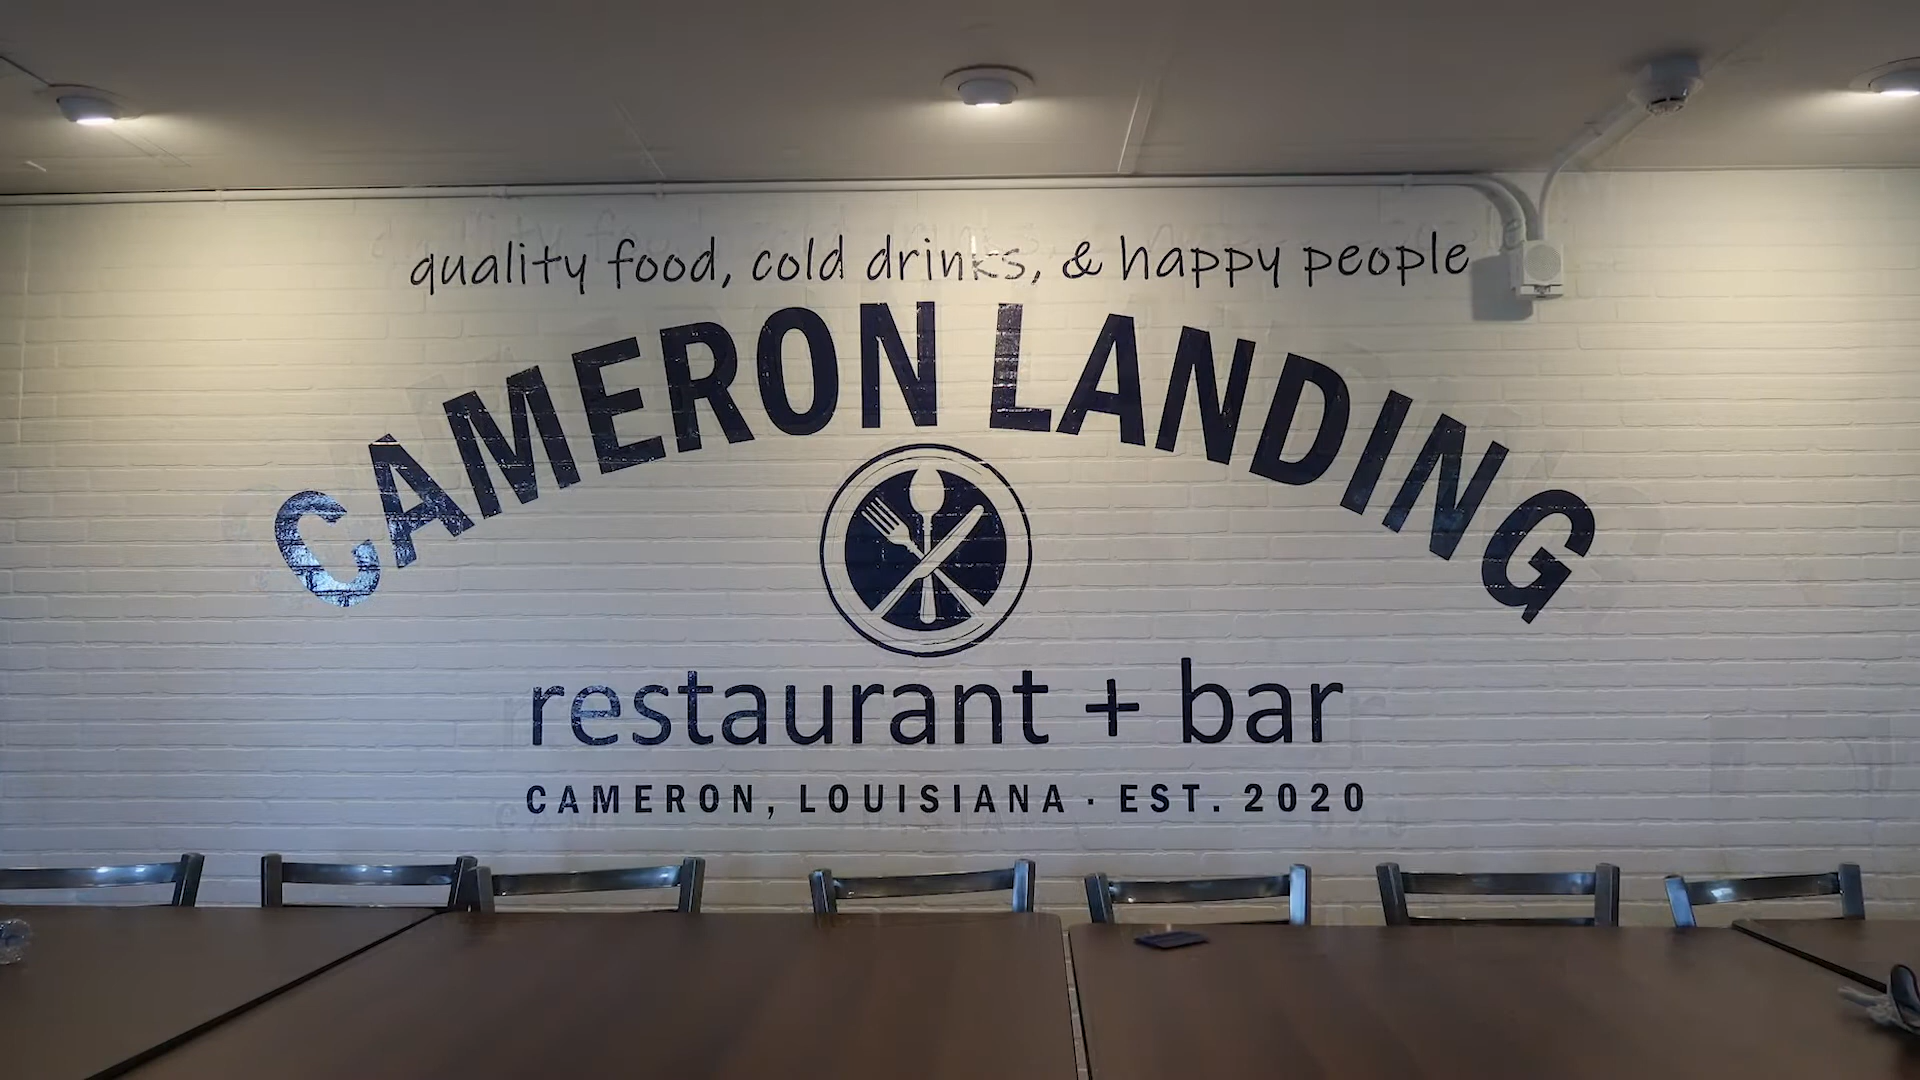 quality food, cold drinks, & happy people
CAMERON LANDING
restaurant + bar
CAMERON, LOUISIANA · EST. 2020